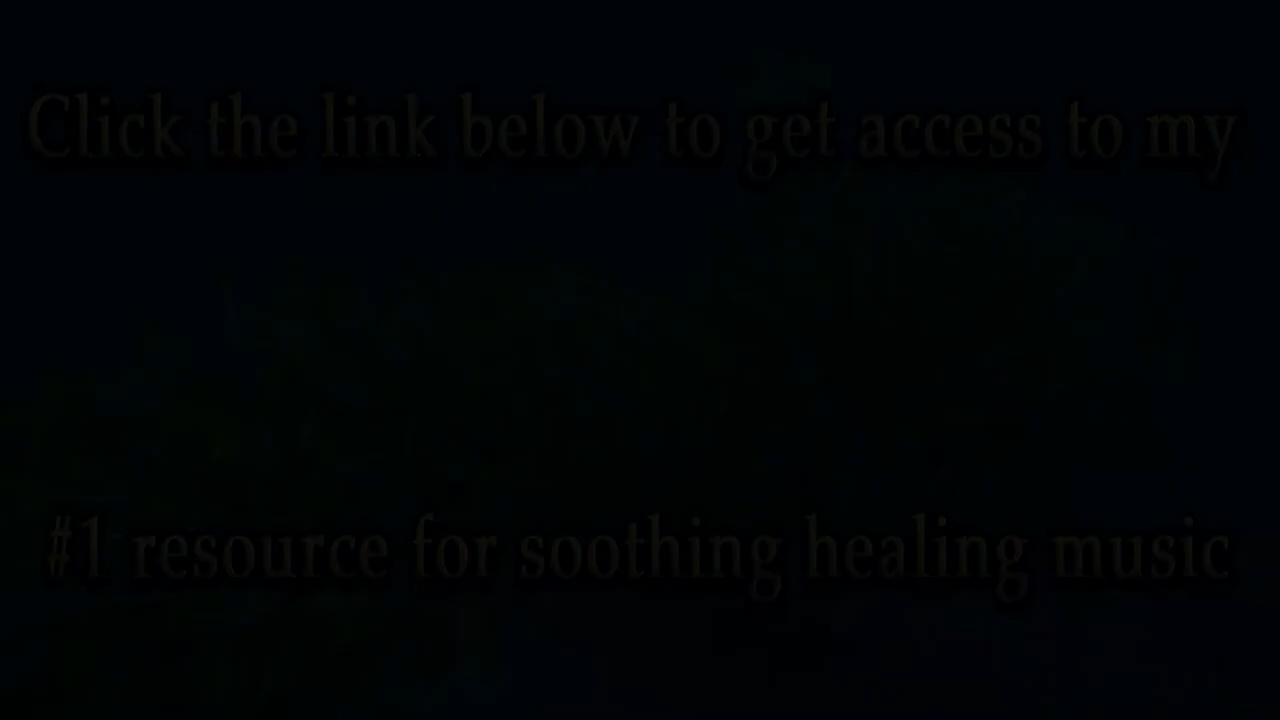 Click the link below to get access to my
#1 resource for soothing healing music